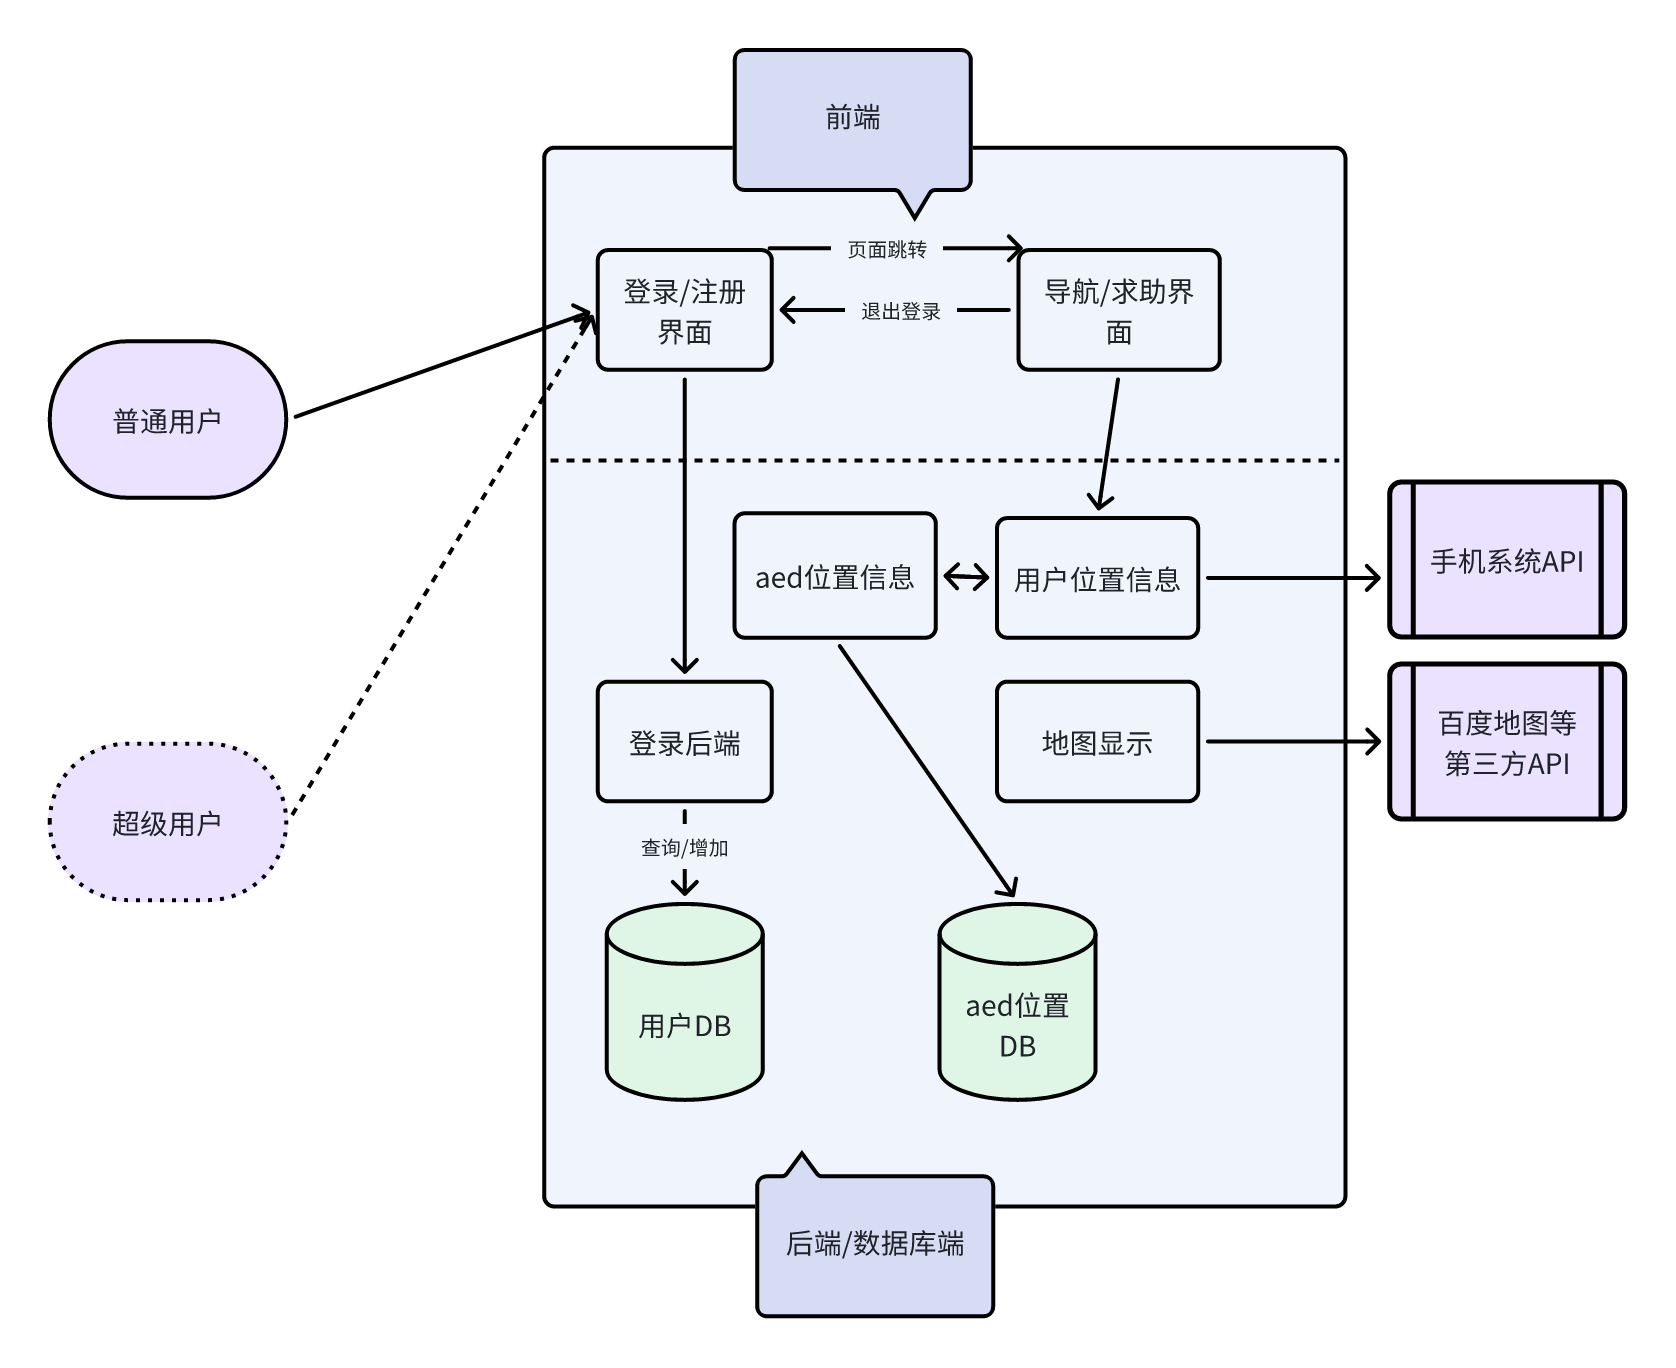 前端
页面跳转
登录/注册
界面
导航/求助界
面
退出登录
普通用户
aed位置信息
用户位置信息
手机系统API
登录后端
地图显示
百度地图等
第三方API
超级用户
查询/增加
用户DB
aed位置
DB
后端/数据库端